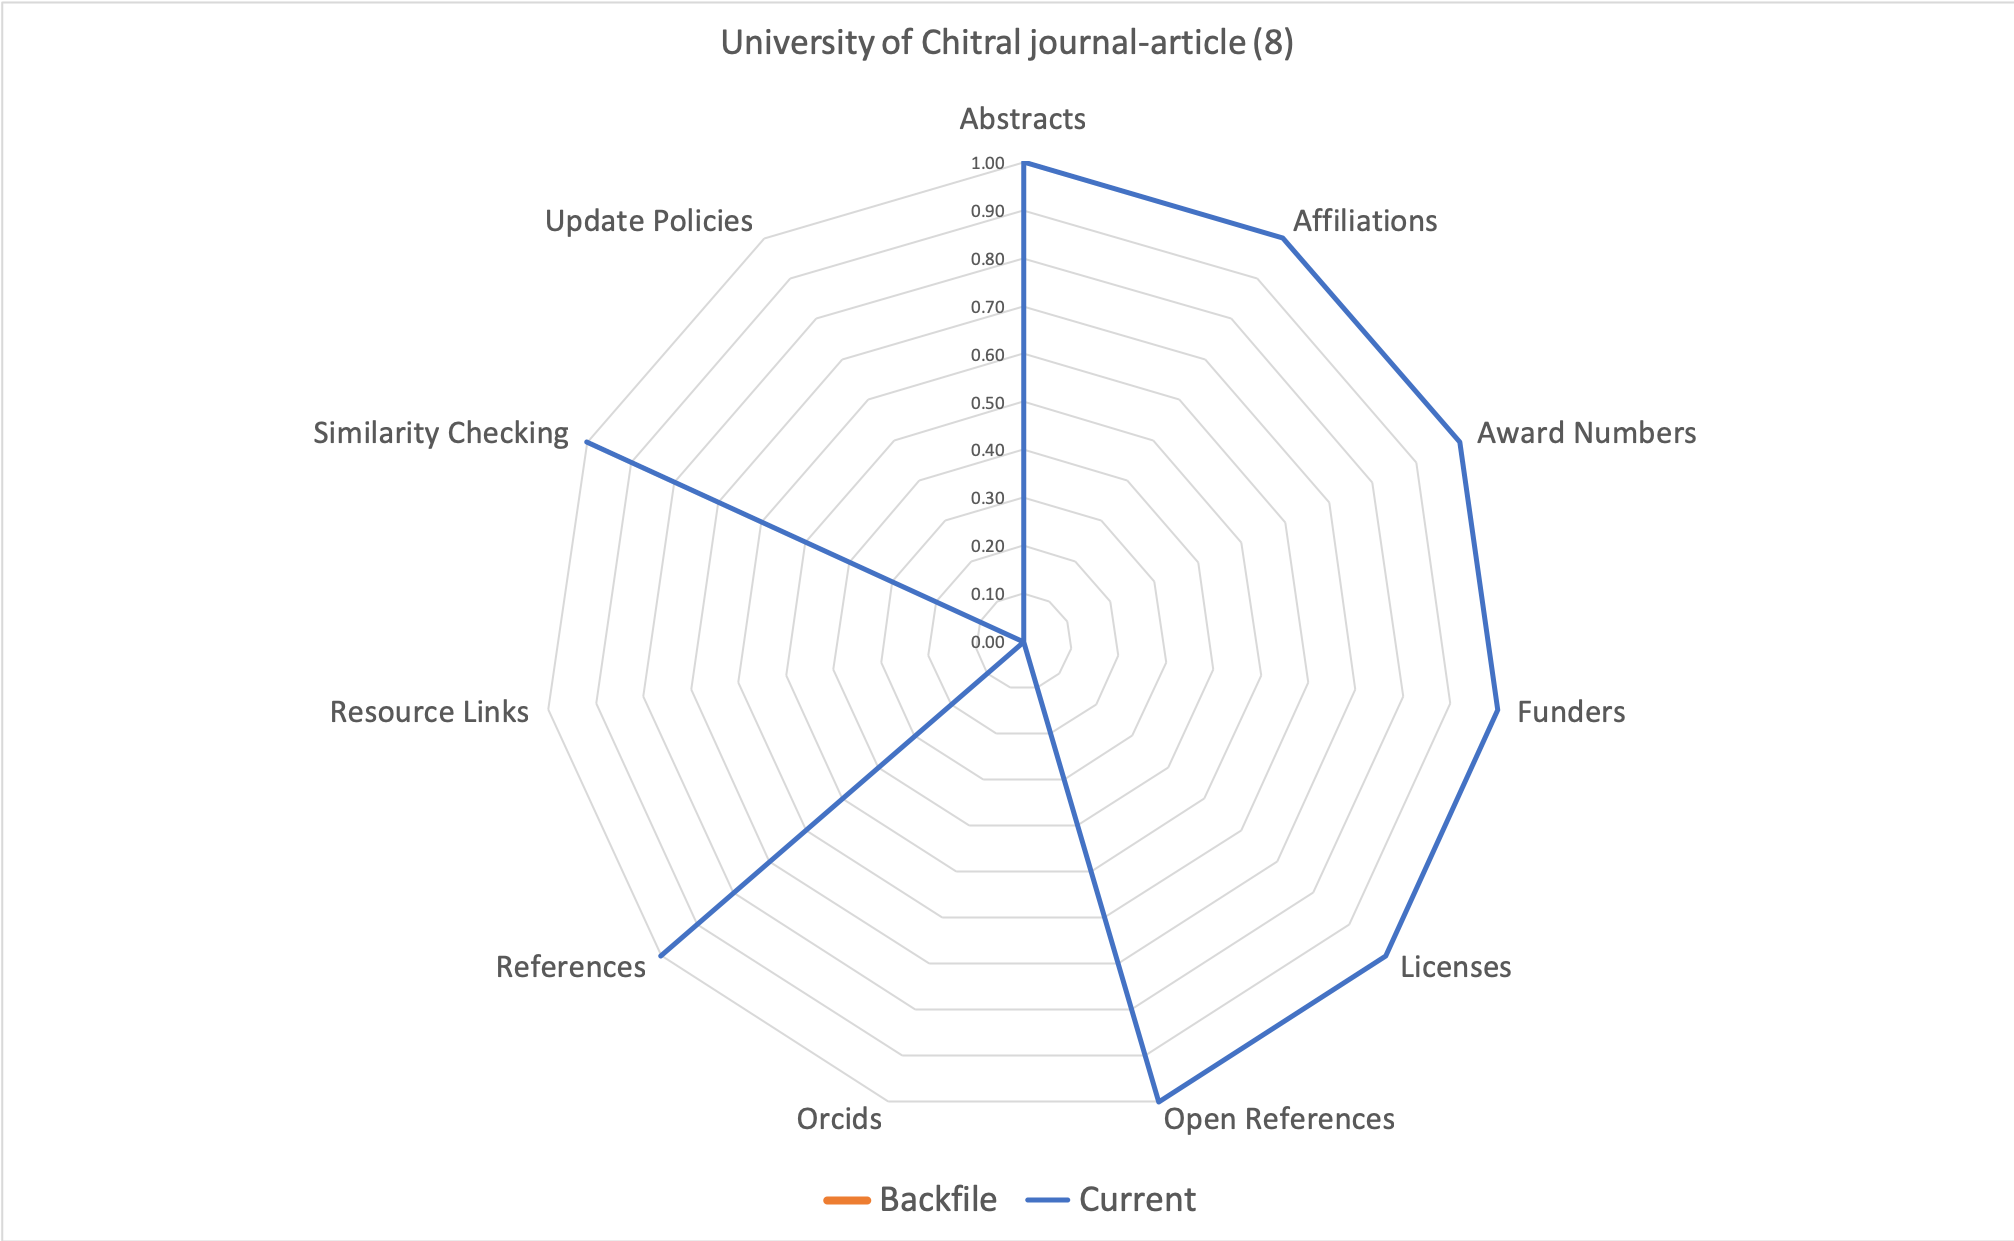 University of Chitral journal-article (8)
Abstracts
1.00
Update Policies
Affiliations
0.90
0.80
0.70
0.60
0.50
Similarity Checking
Award Numbers
0.40
0.30
0.20
0.10
0.00
Resource Links
Funders
References
Licenses
Orcids
Open References
Backfile
Current